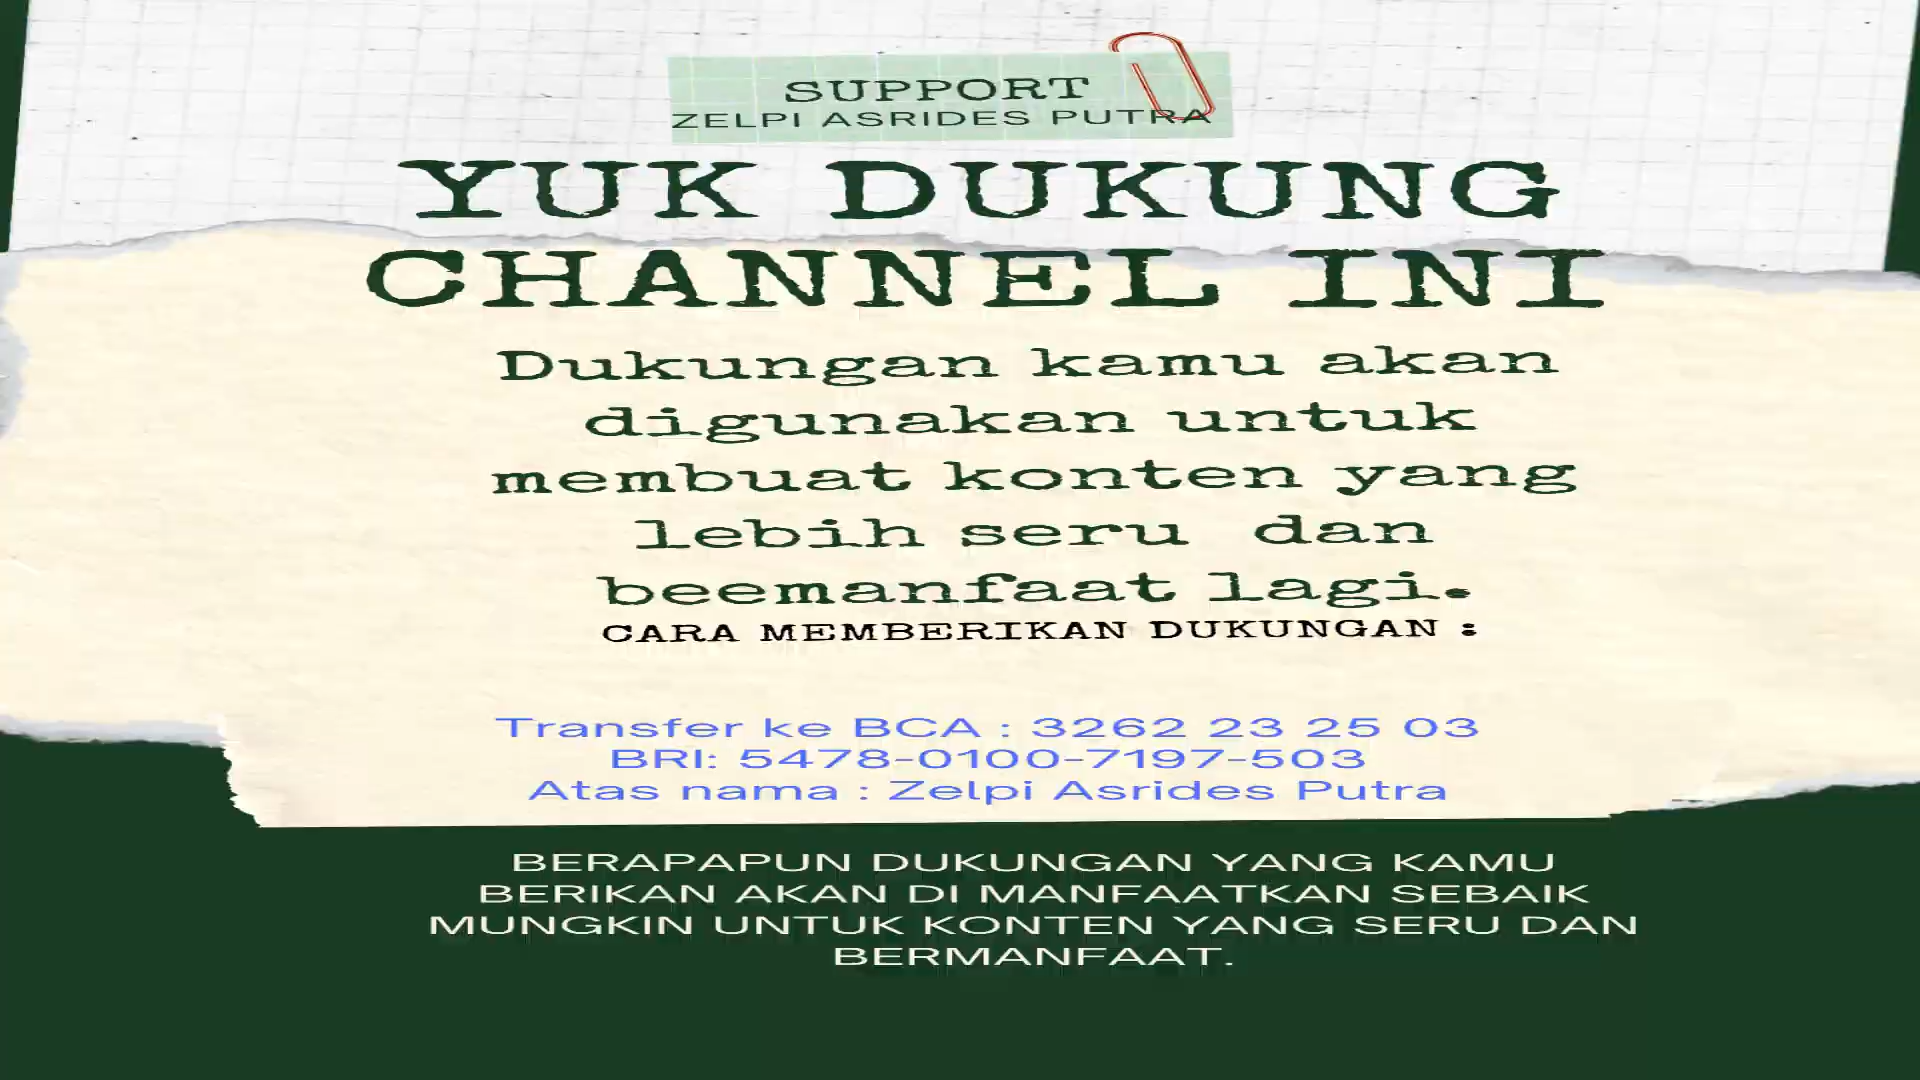 SUPPORT
ZELPI ASRIDES PUTRA
YUK DUKUNG
CHANNEL INI
Dukungan kamu akan
digunakan untuk
membuat konten yang
lebih seru dan
beemanfaat lagi.
CARA MEMBERIKAN DUKUNGAN :
Transfer ke BCA : 3262 23 25 03
BRI: 5478-0100-7197-503
Atas nama : Zelpi Asrides Putra
BERAPAPUN DUKUNGAN YANG KAMU
BERIKAN AKAN DI MANFAATKAN SEBAIK
MUNGKIN UNTUK KONTEN YANG SERU DAN
BERMANFAAT.